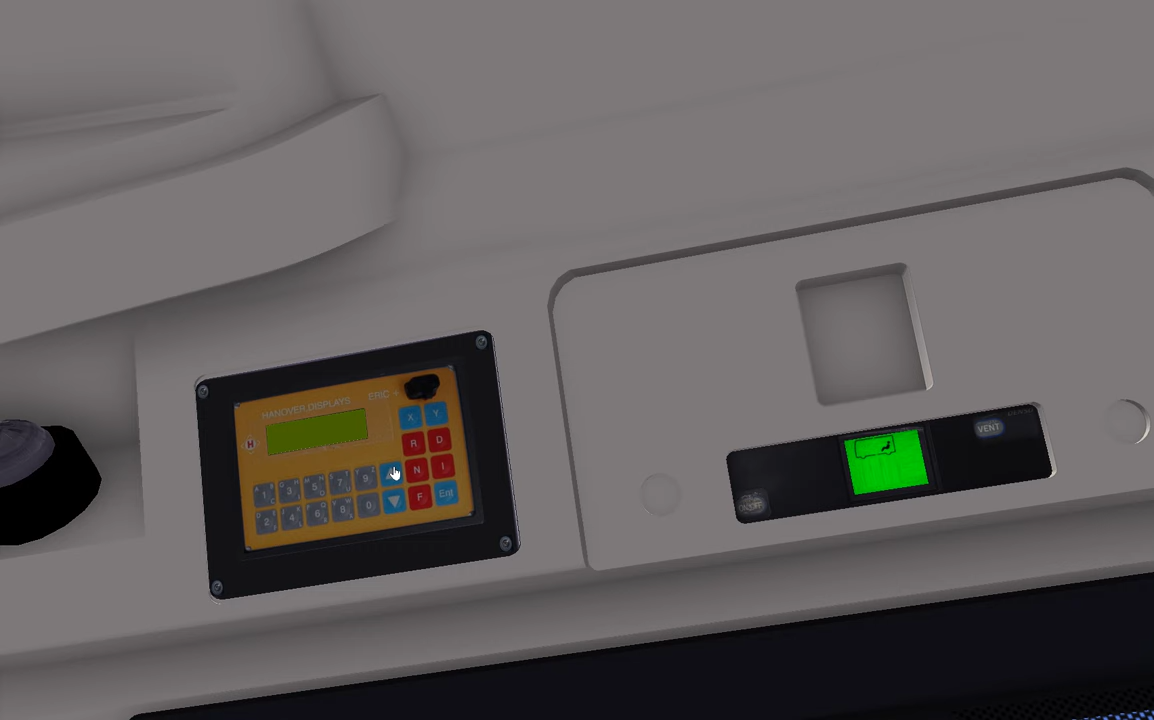 HANOVER DISPLAYS
ERIC +
H
X Y
R D
1 3 5 7 9 N I
2 4 6 8 0 F Ent
VENT